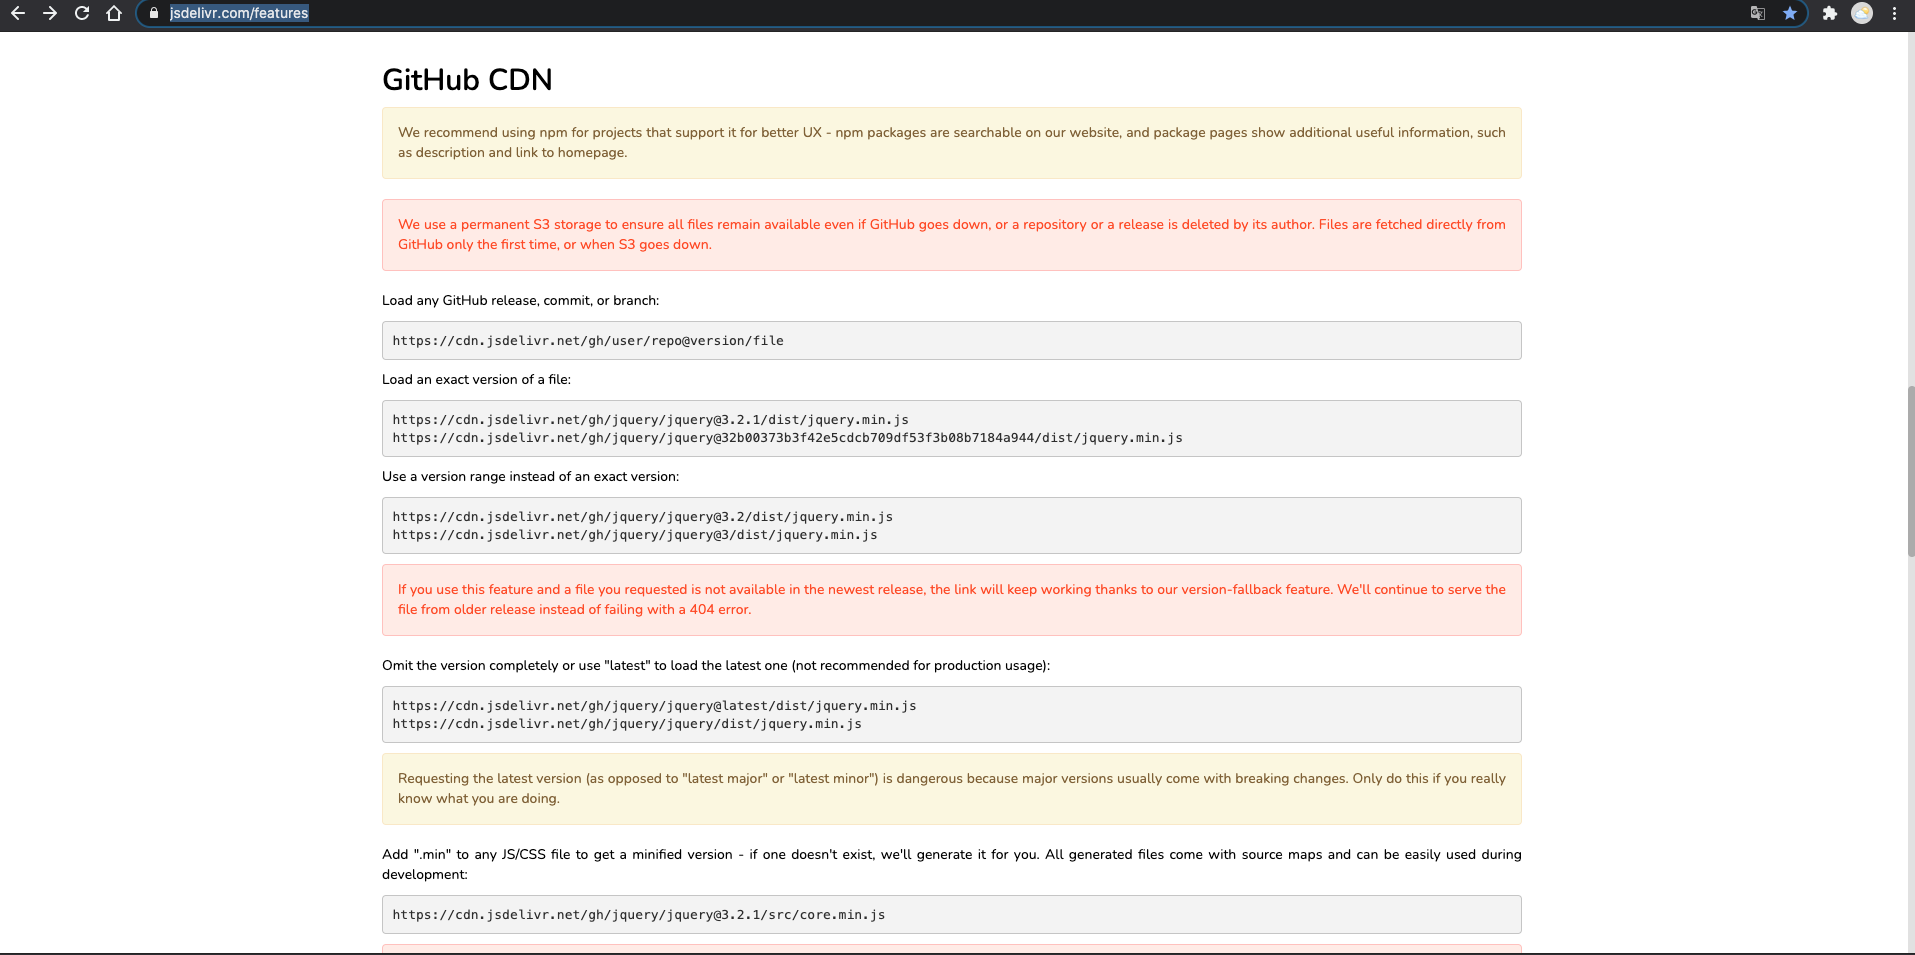 jsdelivr.com/features
GitHub CDN
We recommend using npm for projects that support it for better UX - npm packages are searchable on our website, and package pages show additional useful information, such
as description and link to homepage.
We use a permanent S3 storage to ensure all files remain available even if GitHub goes down, or a repository or a release is deleted by its author. Files are fetched directly from
GitHub only the first time, or when S3 goes down.
Load any GitHub release, commit, or branch:
https://cdn.jsdelivr.net/gh/user/repo@version/file
Load an exact version of a file:
https://cdn.jsdelivr.net/gh/jquery/jquery@3.2.1/dist/jquery.min.js
https://cdn.jsdelivr.net/gh/jquery/jquery@32b00373b3f42e5cdcb709df53f3b08b7184a944/dist/jquery.min.js
Use a version range instead of an exact version:
https://cdn.jsdelivr.net/gh/jquery/jquery@3.2/dist/jquery.min.js
https://cdn.jsdelivr.net/gh/jquery/jquery@3/dist/jquery.min.js
If you use this feature and a file you requested is not available in the newest release, the link will keep working thanks to our version-fallback feature. We'll continue to serve the
file from older release instead of failing with a 404 error.
Omit the version completely or use "latest" to load the latest one (not recommended for production usage):
https://cdn.jsdelivr.net/gh/jquery/jquery@latest/dist/jquery.min.js
https://cdn.jsdelivr.net/gh/jquery/jquery/dist/jquery.min.js
Requesting the latest version (as opposed to "latest major" or "latest minor") is dangerous because major versions usually come with breaking changes. Only do this if you really
know what you are doing.
Add ".min" to any JS/CSS file to get a minified version - if one doesn't exist, we'll generate it for you. All generated files come with source maps and can be easily used during
development:
https://cdn.jsdelivr.net/gh/jquery/jquery@3.2.1/src/core.min.js